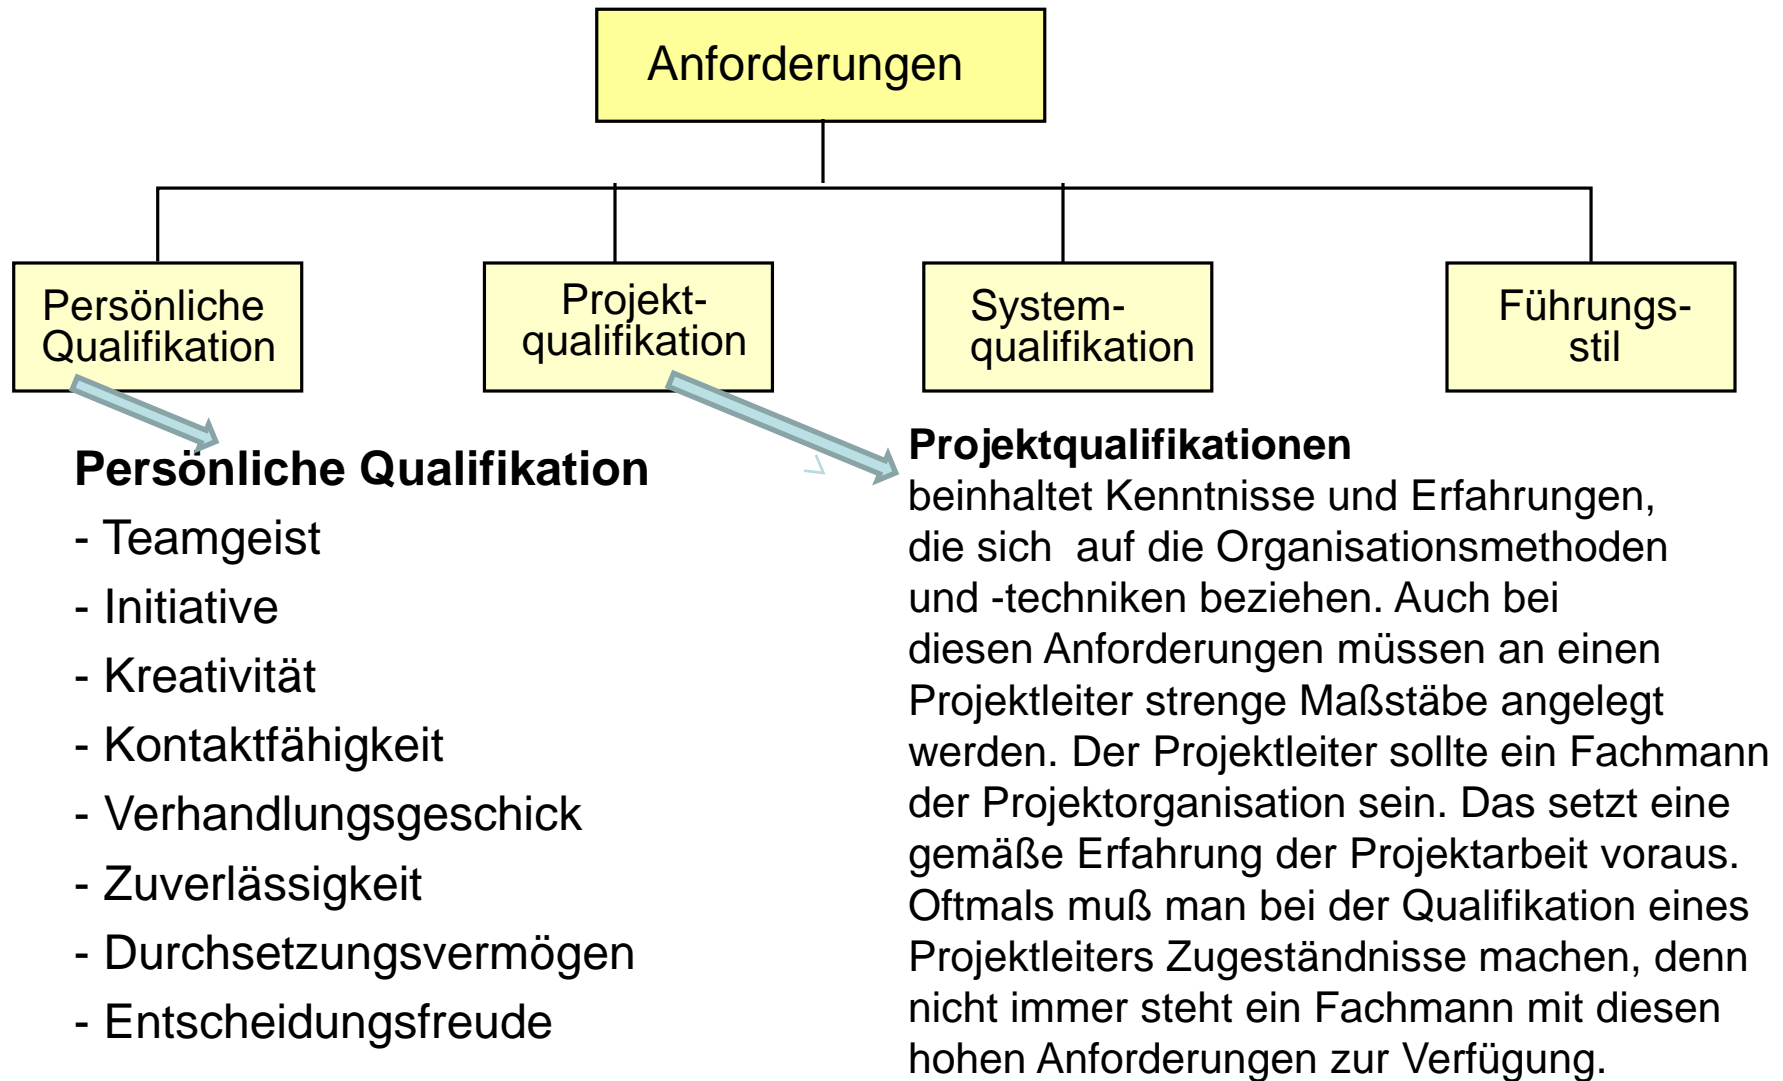 Anforderungen
Persönliche
Qualifikation
Projekt-
qualifikation
System-
qualifikation
Führungs-
stil
Persönliche Qualifikation
- Teamgeist
- Initiative
- Kreativität
- Kontaktfähigkeit
- Verhandlungsgeschick
- Zuverlässigkeit
- Durchsetzungsvermögen
- Entscheidungsfreude
Projektqualifikationen
beinhaltet Kenntnisse und Erfahrungen,
die sich  auf die Organisationsmethoden
und -techniken beziehen. Auch bei
diesen Anforderungen müssen an einen
Projektleiter strenge Maßstäbe angelegt
werden. Der Projektleiter sollte ein Fachmann
der Projektorganisation sein. Das setzt eine
gemäße Erfahrung der Projektarbeit voraus.
Oftmals muß man bei der Qualifikation eines
Projektleiters Zugeständnisse machen, denn
nicht immer steht ein Fachmann mit diesen
hohen Anforderungen zur Verfügung.